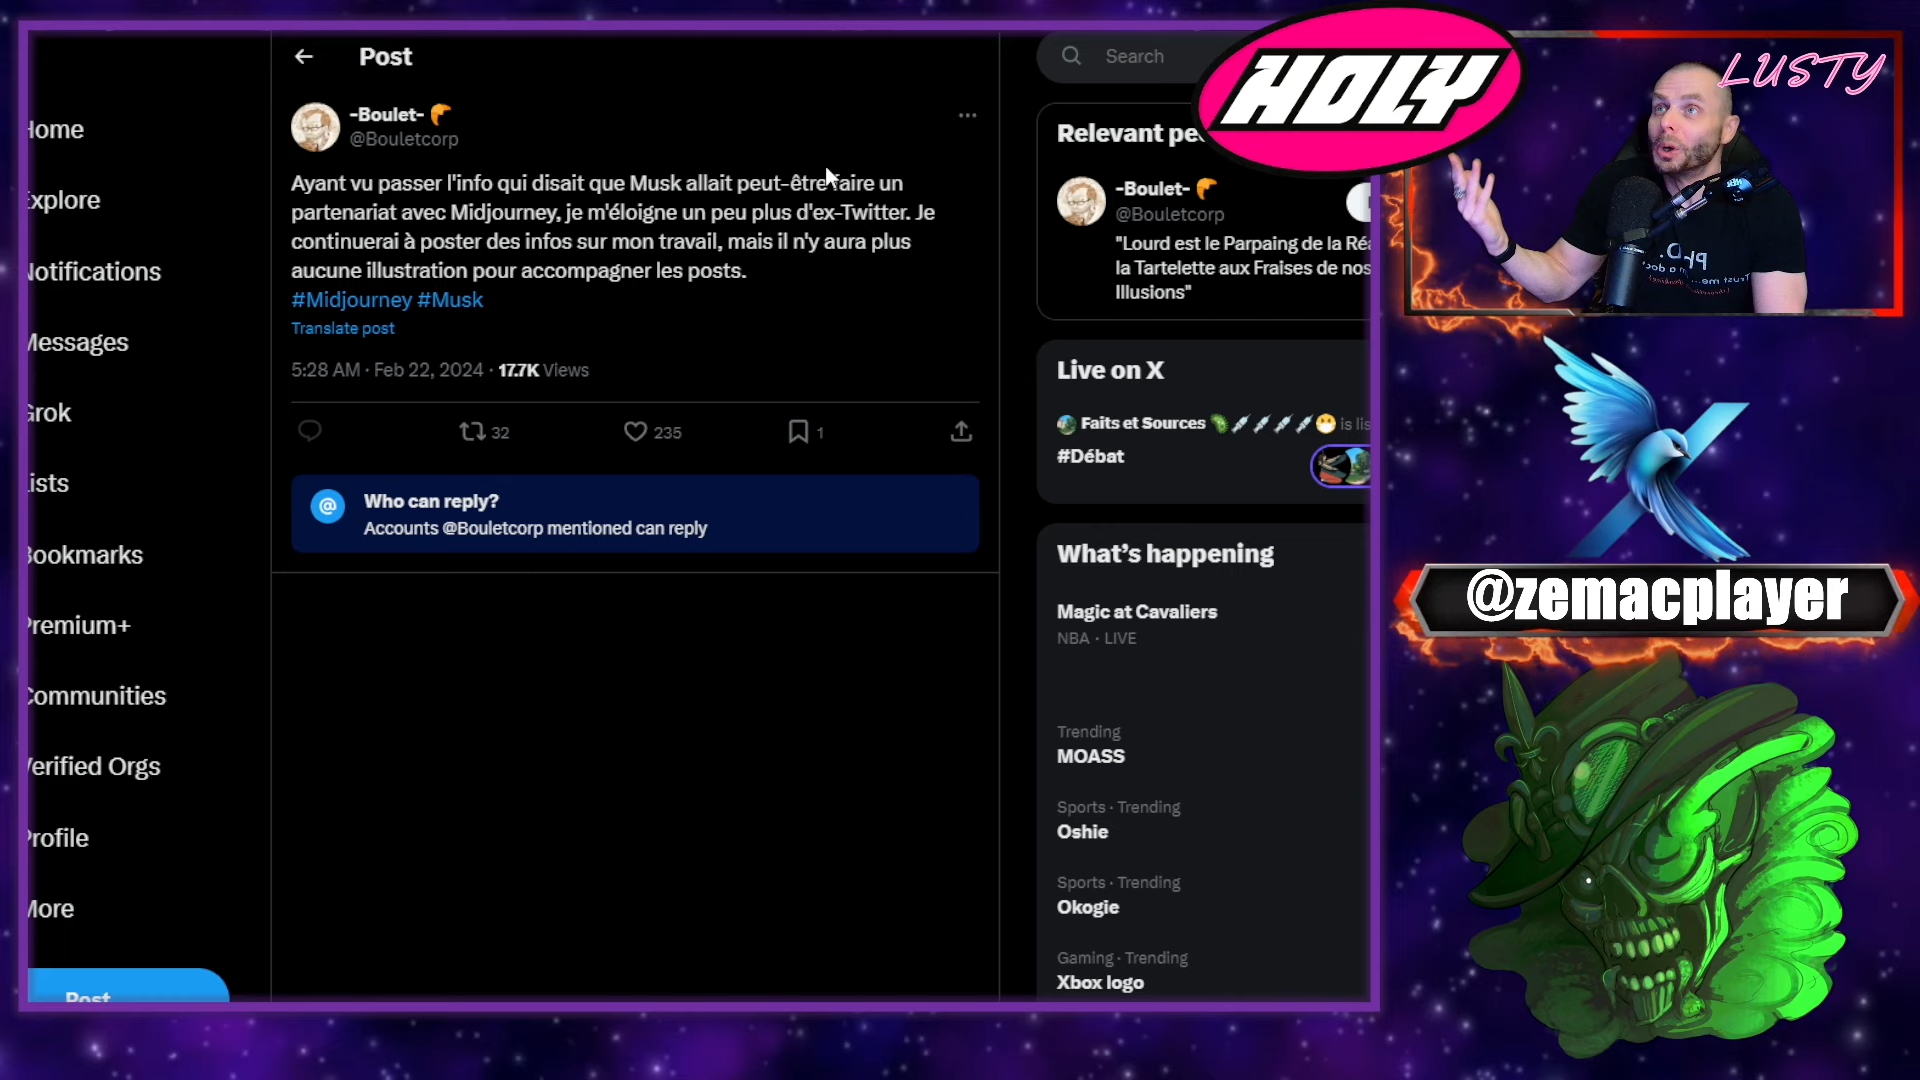 Post
-Boulet-
@Bouletcorp
Ayant vu passer l'info qui disait que Musk allait peut-être faire un
partenariat avec Midjourney, je m'éloigne un peu plus d'ex-Twitter. Je
continuerai à poster des infos sur mon travail, mais il n'y aura plus
aucune illustration pour accompagner les posts.
#Midjourney #Musk
Translate post
5:28 AM · Feb 22, 2024 · 17.7K Views
32
235
1
@
Who can reply?
Accounts @Bouletcorp mentioned can reply
Home
Explore
Notifications
Messages
Grok
Lists
Bookmarks
Premium+
Communities
Verified Orgs
Profile
More
Post
Search
Relevant pe
-Boulet-
@Bouletcorp
"Lourd est le Parpaing de la Réa
la Tartelette aux Fraises de nos
Illusions"
Live on X
Faits et Sources is lis
#Débat
What's happening
Magic at Cavaliers
NBA · LIVE
Trending
MOASS
Sports · Trending
Oshie
Sports · Trending
Okogie
Gaming · Trending
Xbox logo
HOLY
LUSTY
Ph.D.
@zemacplayer